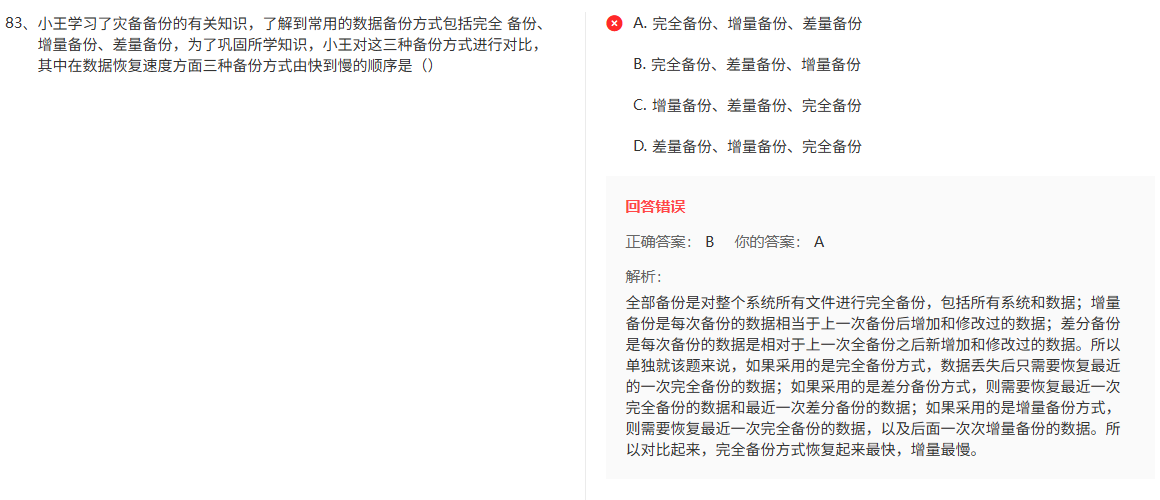 83、小王学习了灾备备份的有关知识，了解到常用的数据备份方式包括完全 备份、
增量备份、差量备份，为了巩固所学知识，小王对这三种备份方式进行对比，
其中在数据恢复速度方面三种备份方式由快到慢的顺序是（）
A. 完全备份、增量备份、差量备份
B. 完全备份、差量备份、增量备份
C. 增量备份、差量备份、完全备份
D. 差量备份、增量备份、完全备份
回答错误
正确答案： B 你的答案： A
解析：
全部备份是对整个系统所有文件进行完全备份，包括所有系统和数据；增量
备份是每次备份的数据相当于上一次备份后增加和修改过的数据；差分备份
是每次备份的数据是相对于上一次全备份之后新增加和修改过的数据。所以
单独就该题来说，如果采用的是完全备份方式，数据丢失后只需要恢复最近
的一次完全备份的数据；如果采用的是差分备份方式，则需要恢复最近一次
完全备份的数据和最近一次差分备份的数据；如果采用的是增量备份方式，
则需要恢复最近一次完全备份的数据，以及后面一次次增量备份的数据。所
以对比起来，完全备份方式恢复起来最快，增量最慢。